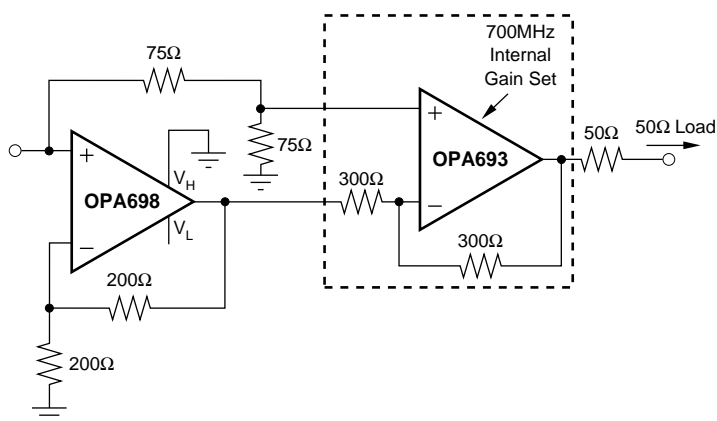 700MHz
Internal
Gain Set
75Ω
+
−
OPA698
V_H
V_L
75Ω
300Ω
+
−
OPA693
50Ω
50Ω Load
300Ω
200Ω
200Ω